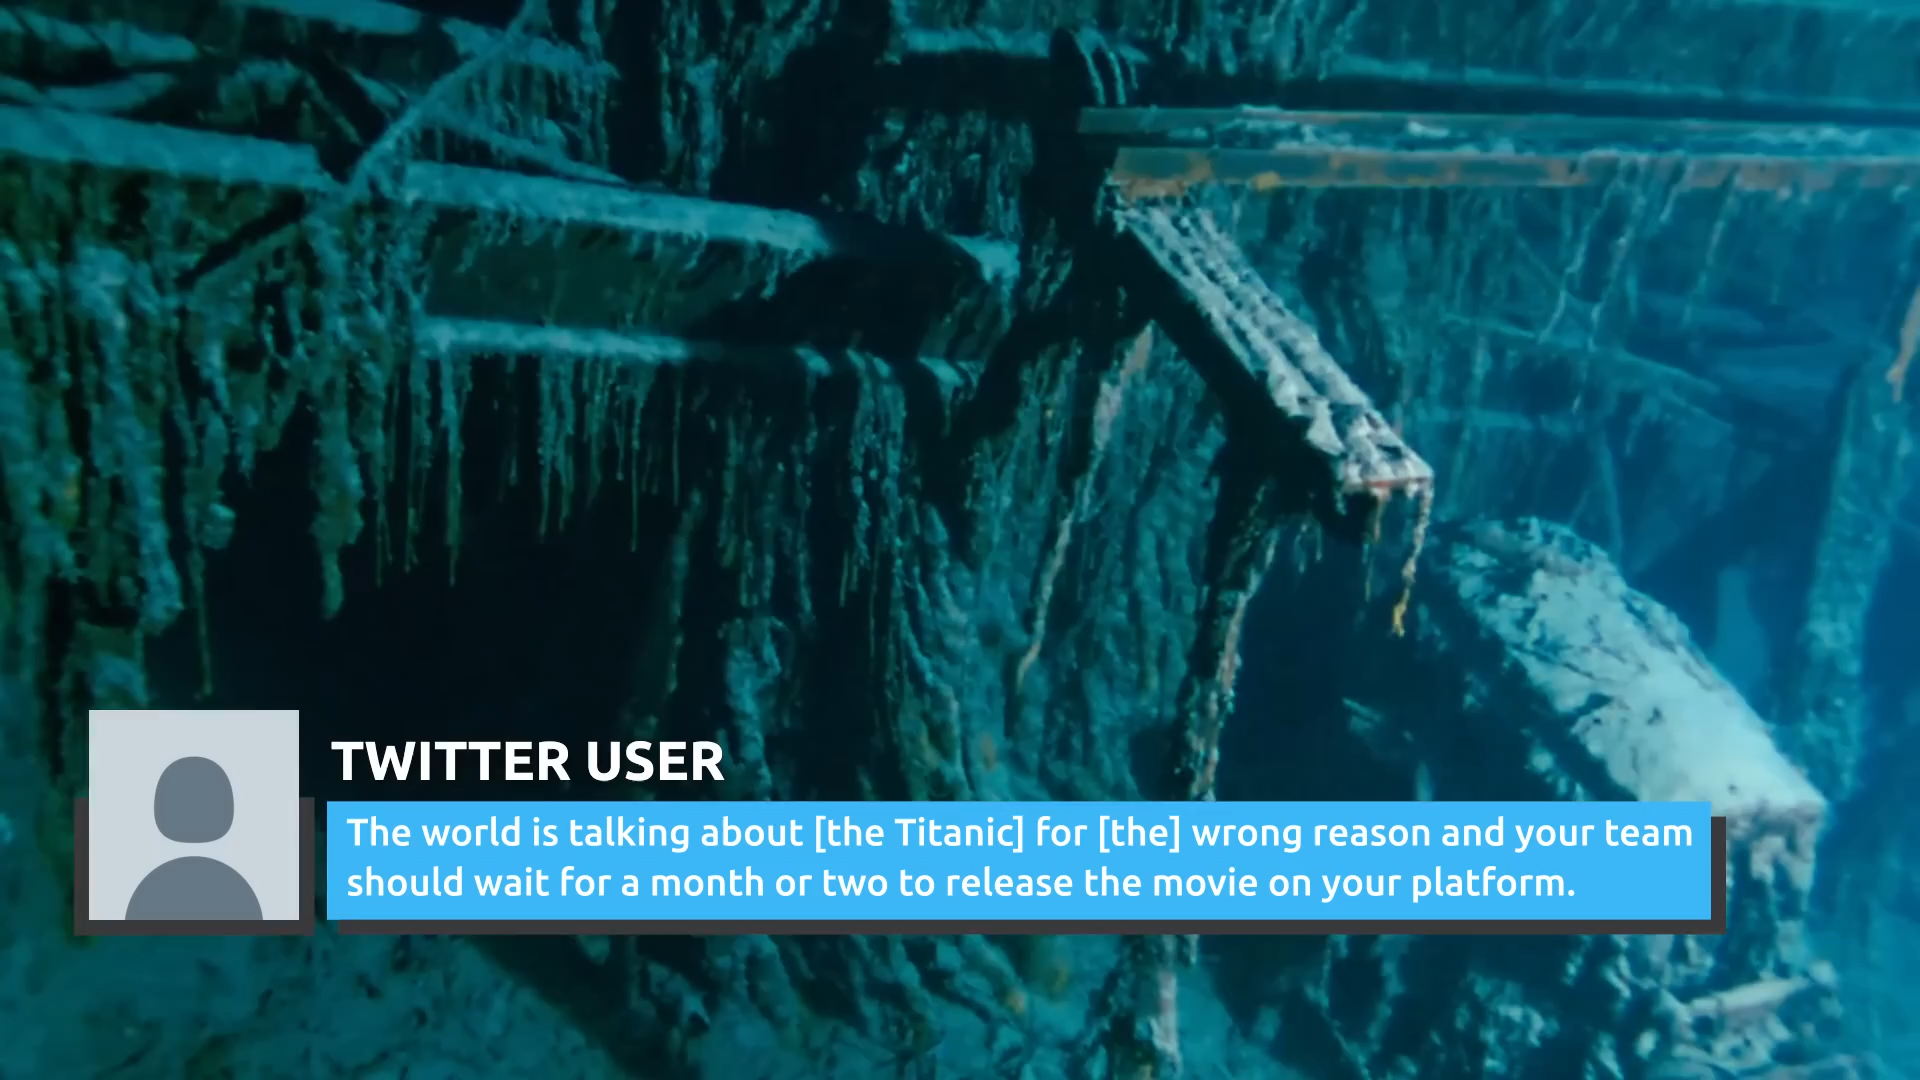 TWITTER USER
The world is talking about [the Titanic] for [the] wrong reason and your team
should wait for a month or two to release the movie on your platform.